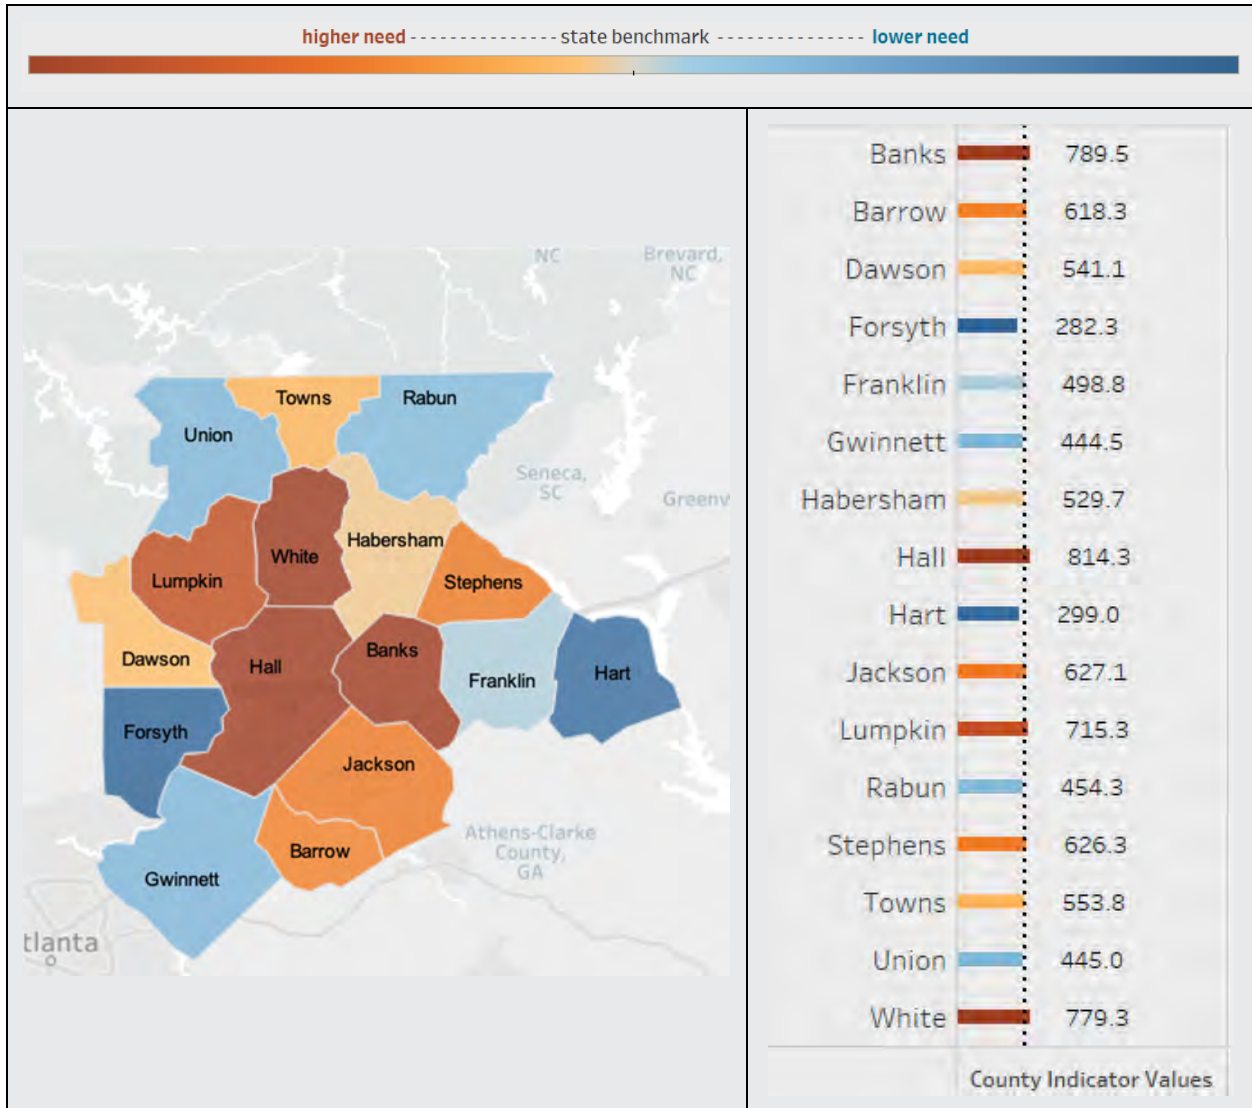 higher need - - - - - - - - - - - - - - - state benchmark - - - - - - - - - - - - - - - lower need
NC
Brevard,
NC
Towns
Rabun
Union
Seneca,
SC
Greenv
White
Habersham
Lumpkin
Stephens
Dawson
Hall
Banks
Franklin
Hart
Forsyth
Jackson
Athens-Clarke
County,
GA
Barrow
Gwinnett
tlanta
Banks 789.5
Barrow 618.3
Dawson 541.1
Forsyth 282.3
Franklin 498.8
Gwinnett 444.5
Habersham 529.7
Hall 814.3
Hart 299.0
Jackson 627.1
Lumpkin 715.3
Rabun 454.3
Stephens 626.3
Towns 553.8
Union 445.0
White 779.3
County Indicator Values